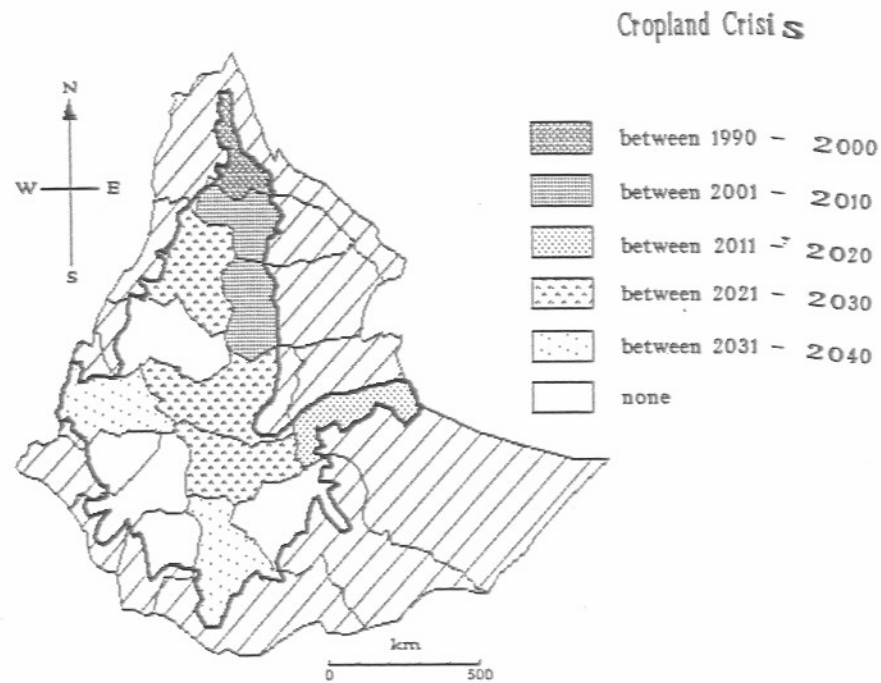 Cropland Crisis
N
W E
S
between 1990 - 2000
between 2001 - 2010
between 2011 - 2020
between 2021 - 2030
between 2031 - 2040
none
km
0 500